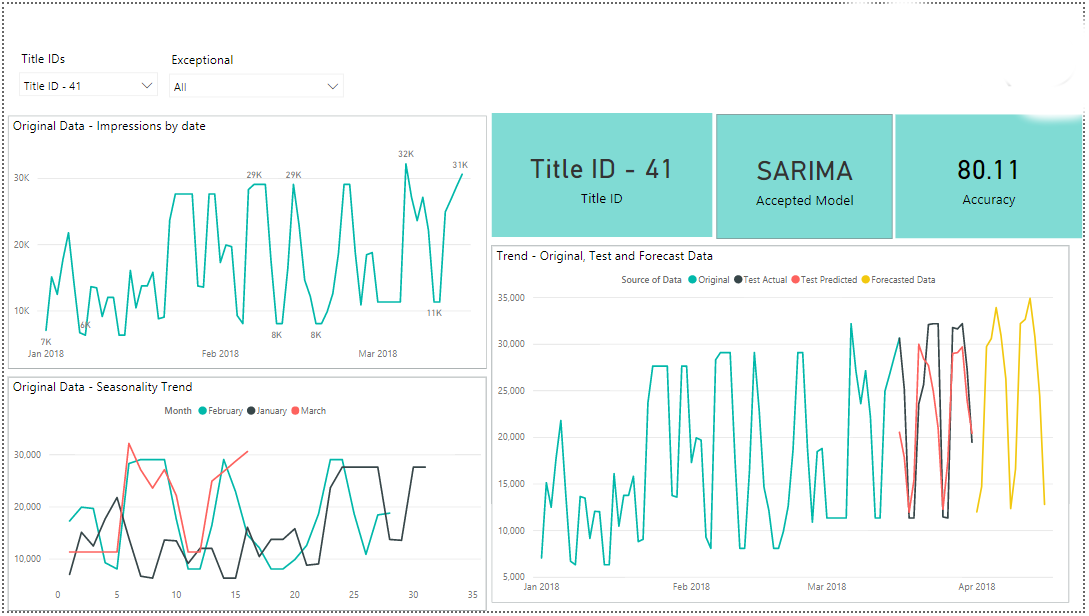 Title IDs
Exceptional
Title ID - 41
All
Original Data - Impressions by date
30K
20K
10K
7K
6K
29K
29K
8K
8K
32K
11K
31K
Jan 2018
Feb 2018
Mar 2018
Title ID - 41
Title ID
SARIMA
Accepted Model
80.11
Accuracy
Original Data - Seasonality Trend
Month February January March
30,000
20,000
10,000
0 5 10 15 20 25 30 35
Trend - Original, Test and Forecast Data
Source of Data Original Test Actual Test Predicted Forecasted Data
35,000
30,000
25,000
20,000
15,000
10,000
5,000
Jan 2018 Feb 2018 Mar 2018 Apr 2018